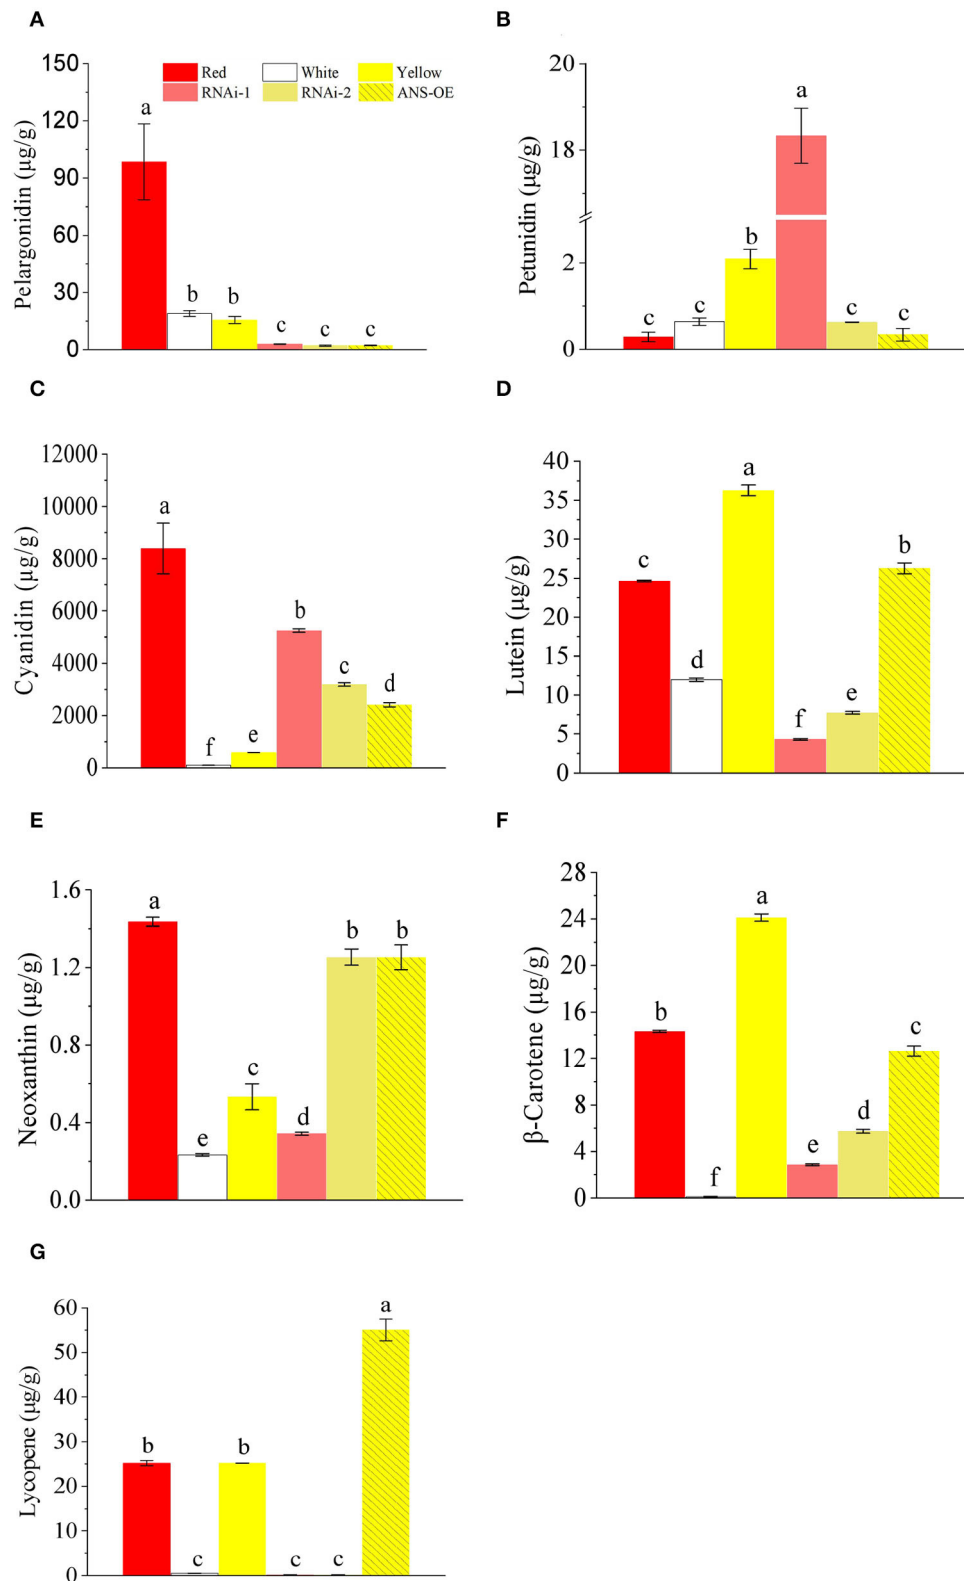 A
150
120
90
60
30
0
Pelargonidin (µg/g)
Red White Yellow
RNAi-1 RNAi-2 ANS-OE
a
b b
c c c
B
20
18
2
0
Petunidin (µg/g)
a
b
c c c c
C
12000
10000
8000
6000
4000
2000
0
Cyanidin (µg/g)
a
f
e
b
c
d
D
40
35
30
25
20
15
10
5
0
Lutein (µg/g)
c
d
a
f
e
b
E
1.6
1.2
0.8
0.4
0.0
Neoxanthin (µg/g)
a
e
c
d
b b
F
28
24
20
16
12
8
4
0
β-Carotene (µg/g)
b
f
a
e
d
c
G
60
50
40
30
20
10
0
Lycopene (µg/g)
b
c
b
c c
a